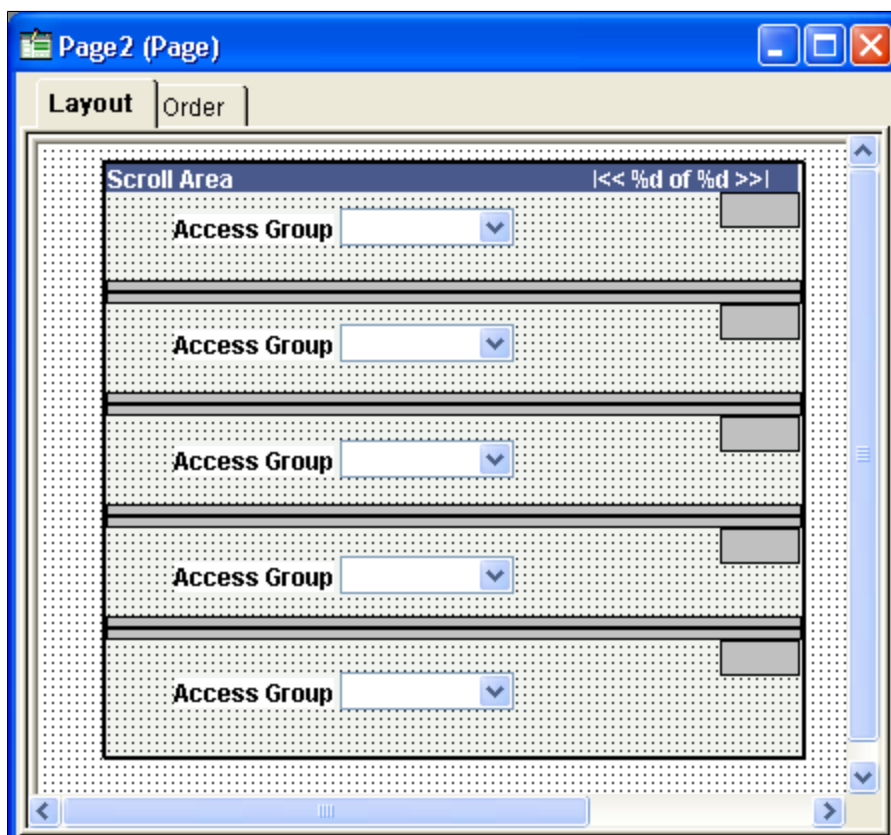 Page2 (Page)
Layout Order
Scroll Area |<< %d of %d >>|
Access Group
Access Group
Access Group
Access Group
Access Group